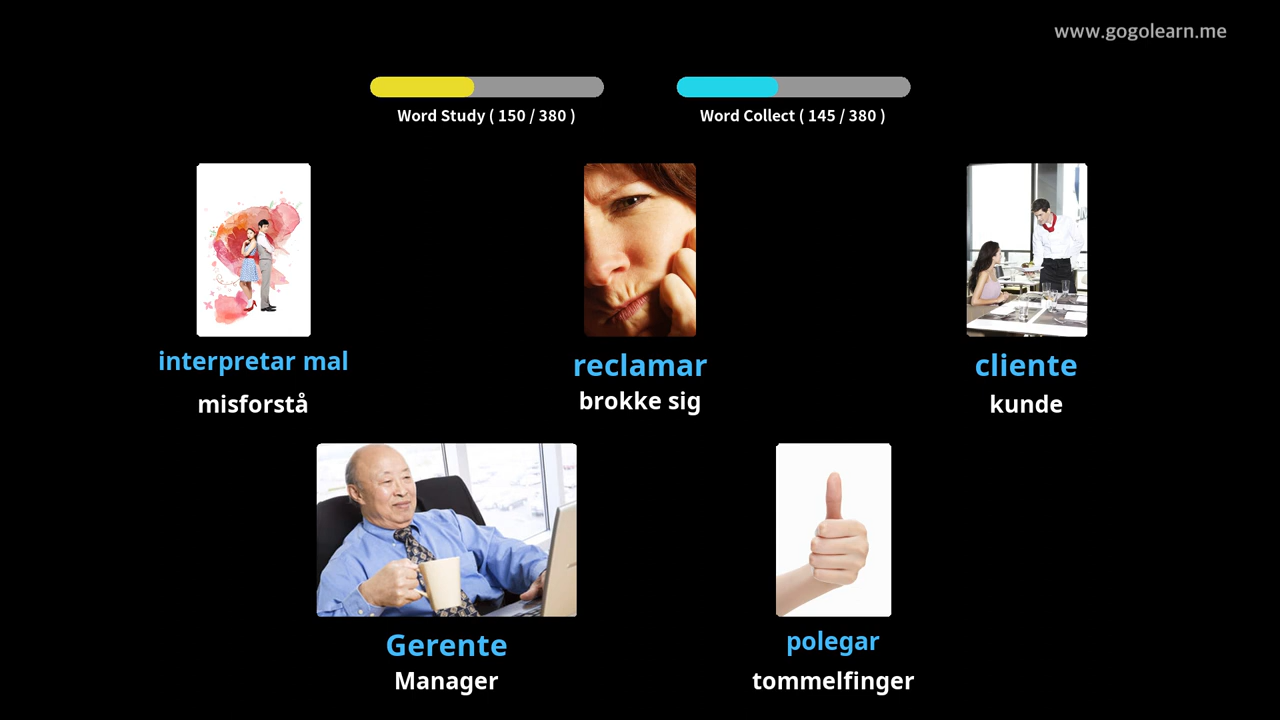 www.gogolearn.me
Word Study ( 150 / 380 )
Word Collect ( 145 / 380 )
interpretar mal
misforstå
reclamar
brokke sig
cliente
kunde
Gerente
Manager
polegar
tommelfinger